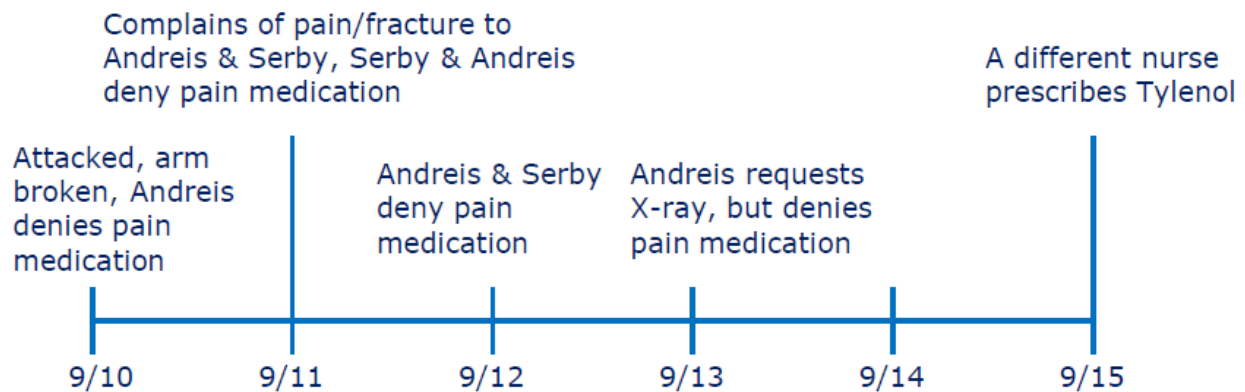 Complains of pain/fracture to
Andreis & Serby, Serby & Andreis
deny pain medication
A different nurse
prescribes Tylenol
Attacked, arm
broken, Andreis
denies pain
medication
Andreis & Serby
deny pain
medication
Andreis requests
X-ray, but denies
pain medication
9/10
9/11
9/12
9/13
9/14
9/15